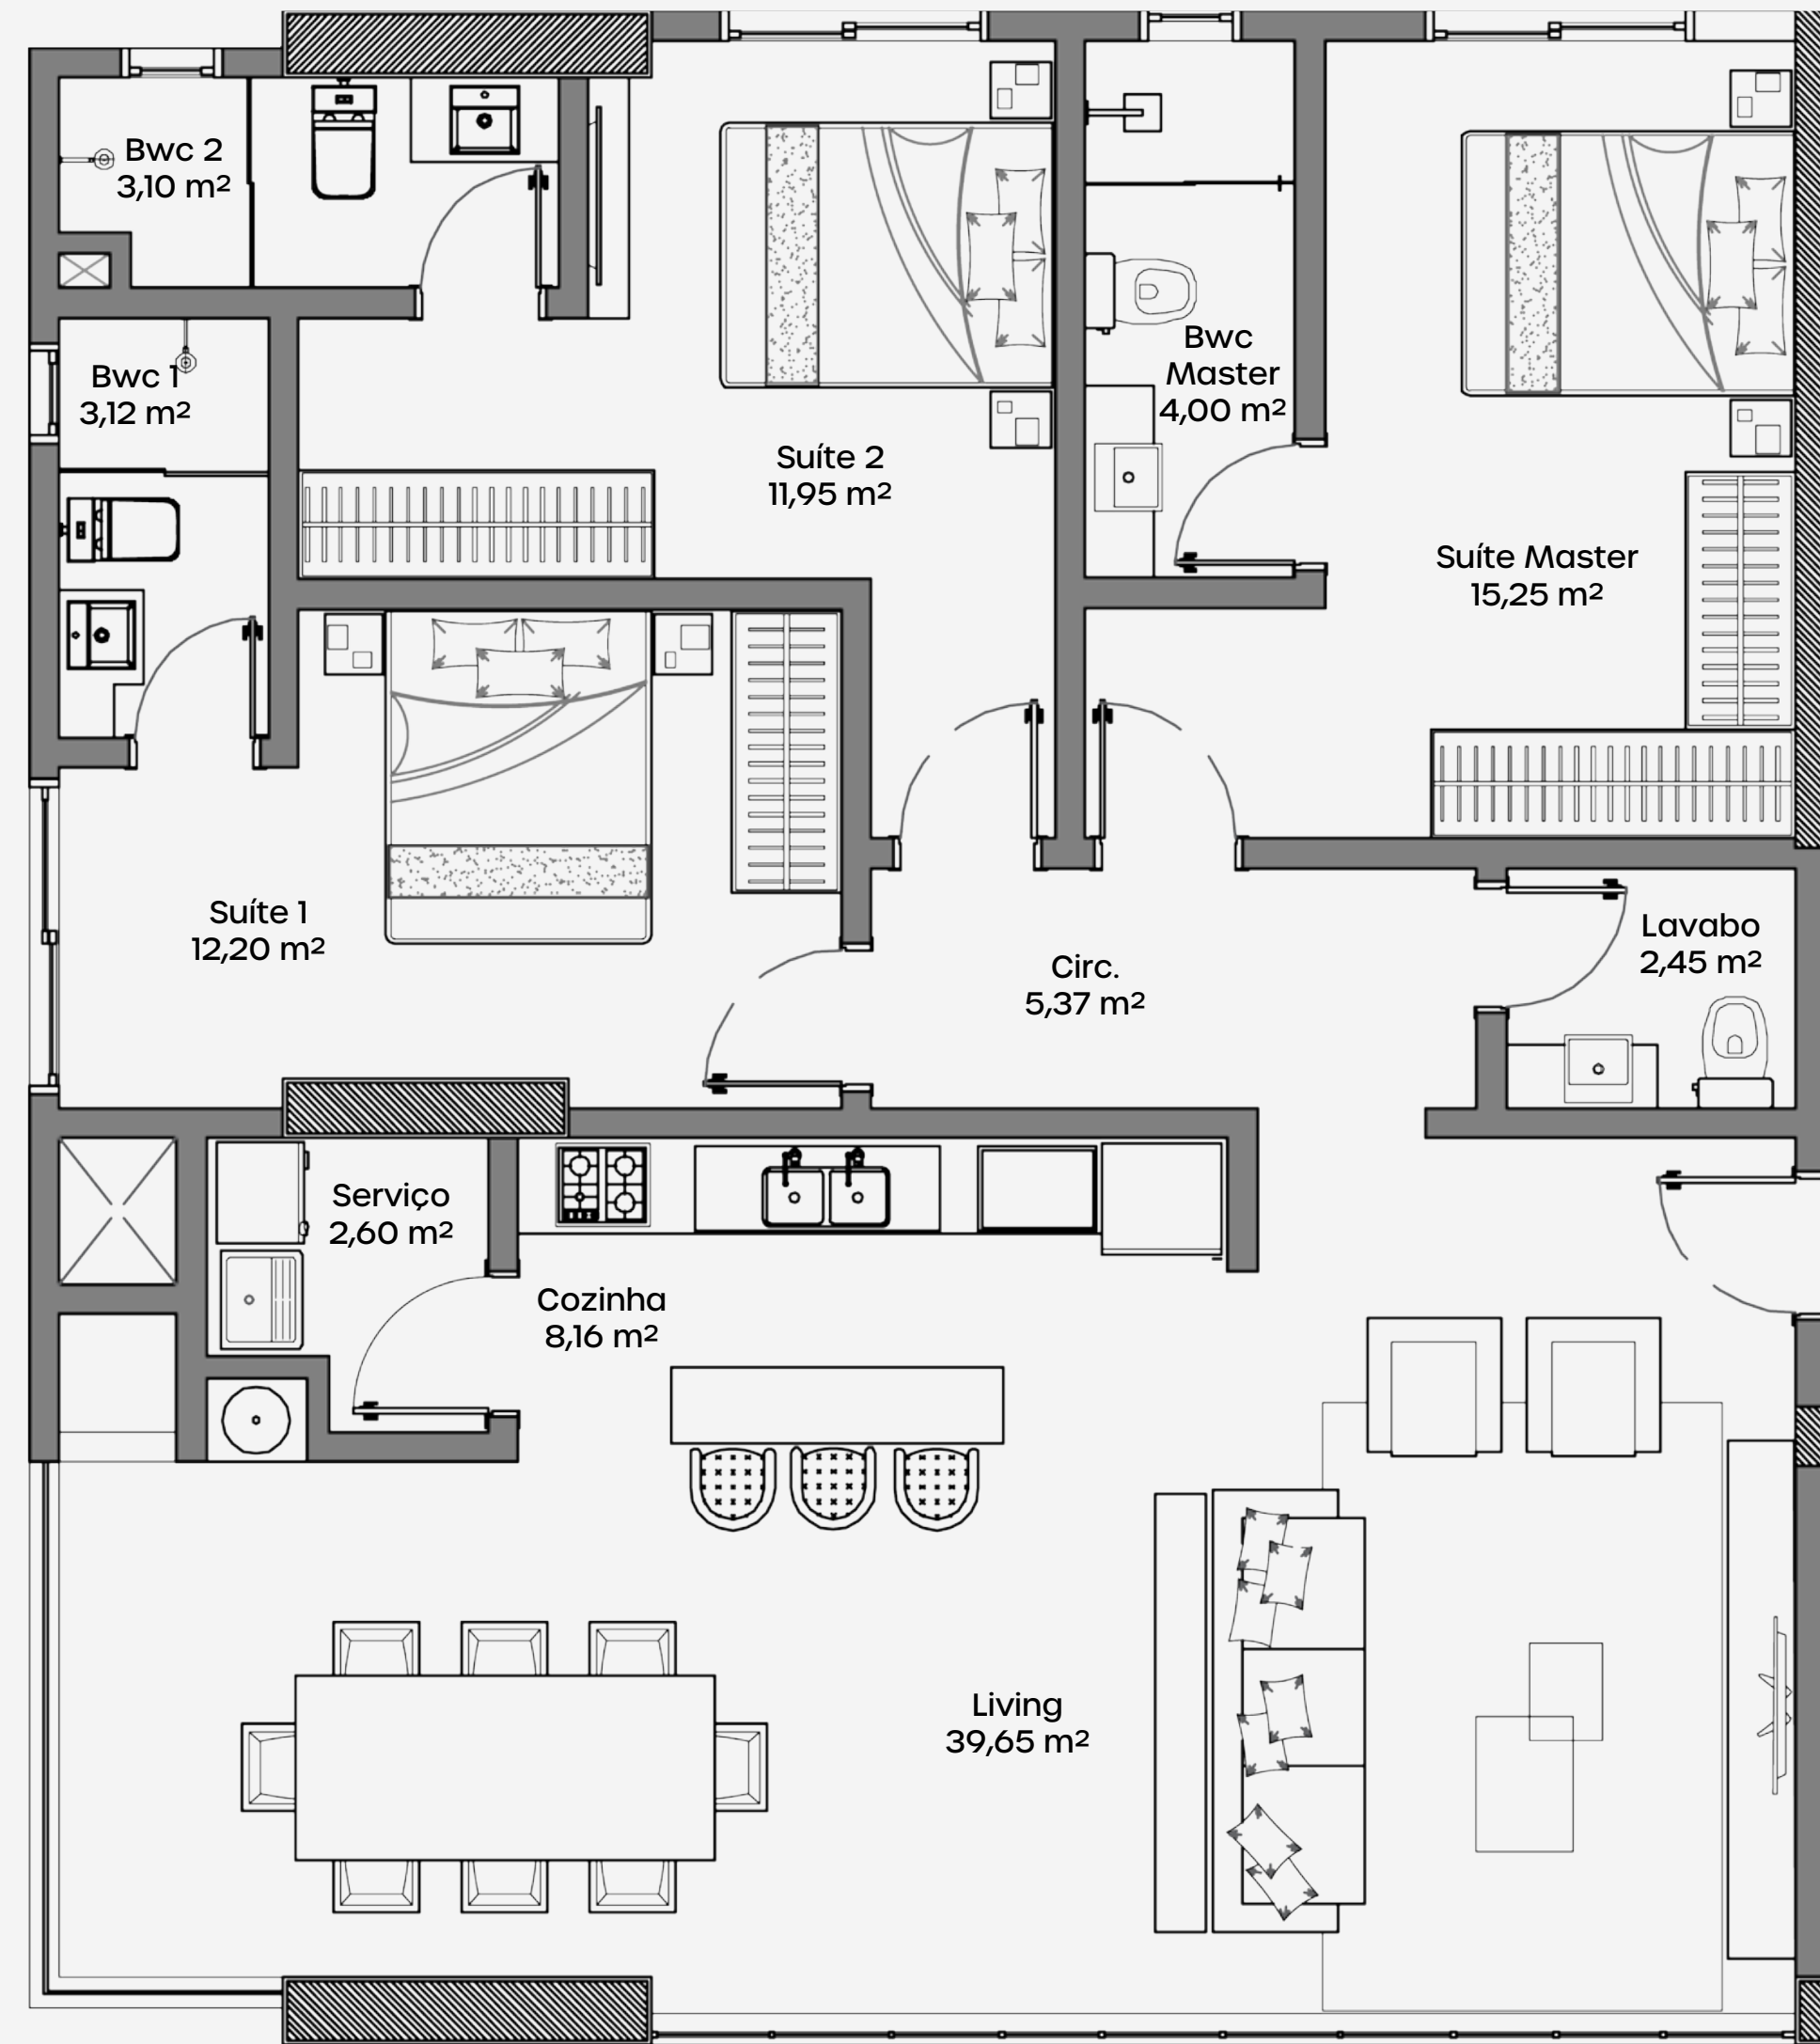 Bwc 2
3,10 m²
Bwc 1
3,12 m²
Bwc
Master
4,00 m²
Suíte 2
11,95 m²
Suíte Master
15,25 m²
Suíte 1
12,20 m²
Circ.
5,37 m²
Lavabo
2,45 m²
Serviço
2,60 m²
Cozinha
8,16 m²
Living
39,65 m²